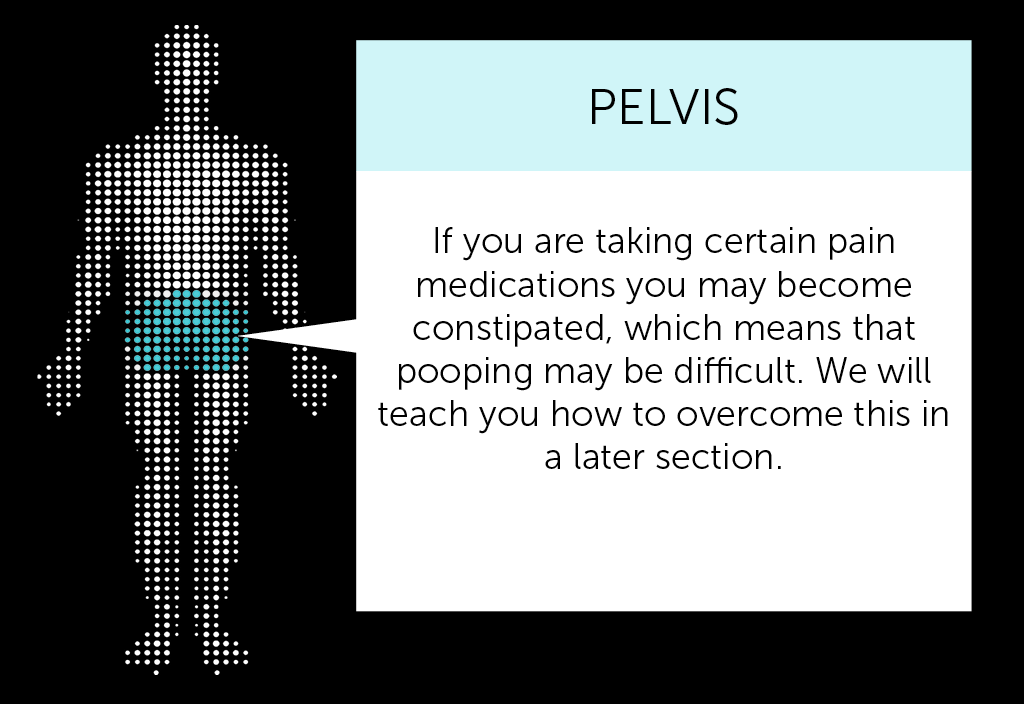 PELVIS
If you are taking certain pain
medications you may become
constipated, which means that
pooping may be difficult. We will
teach you how to overcome this in
a later section.